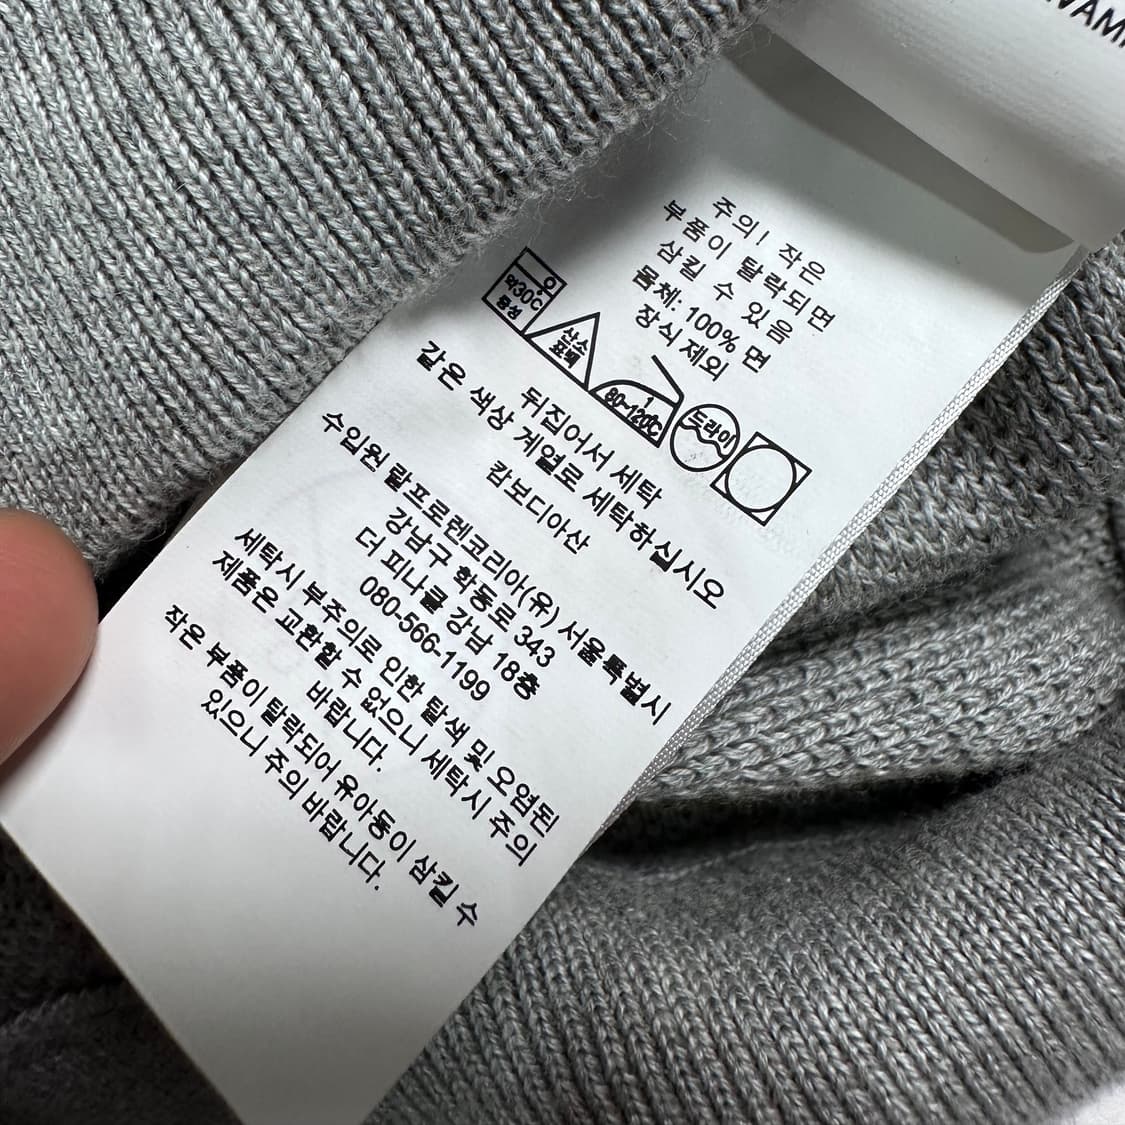 주의! 작은
부품이 탈락되면
삼킬 수 있음
몸체: 100% 면
장식 제외
약30℃
중성
산소
표백
80~120℃
드라이
뒤집어서 세탁
같은 색상 계열로 세탁하십시오
캄보디아산
수입원 랄프로렌코리아(유) 서울특별시
강남구 학동로 343
더 피나클 강남 18층
080-566-1199
세탁시 부주의로 인한 탈색 및 오염된
제품은 교환할 수 없으니 세탁시 주의
바랍니다.
작은 부품이 탈락되어 유아동이 삼킬 수
있으니 주의 바랍니다.